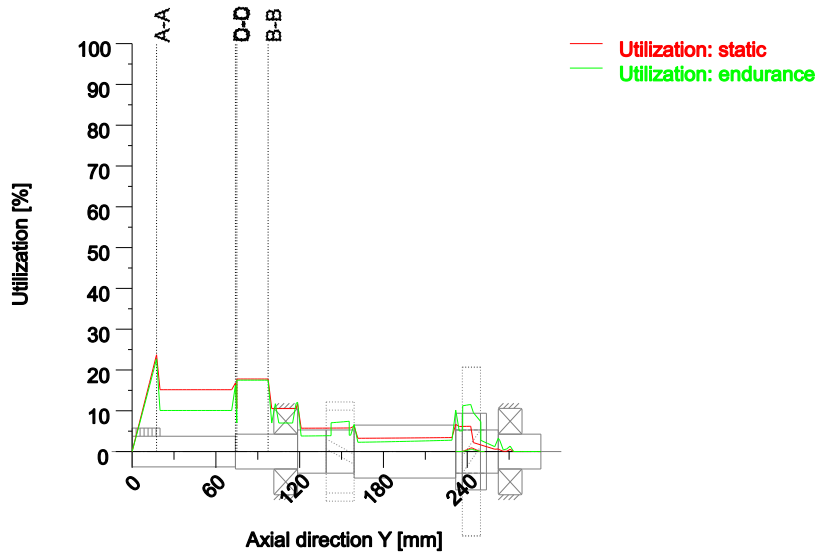 A-A
D-D
B-B
100
90
80
70
60
50
40
30
20
10
0
Utilization [%]
Utilization: static
Utilization: endurance
0
60
120
180
240
Axial direction Y [mm]